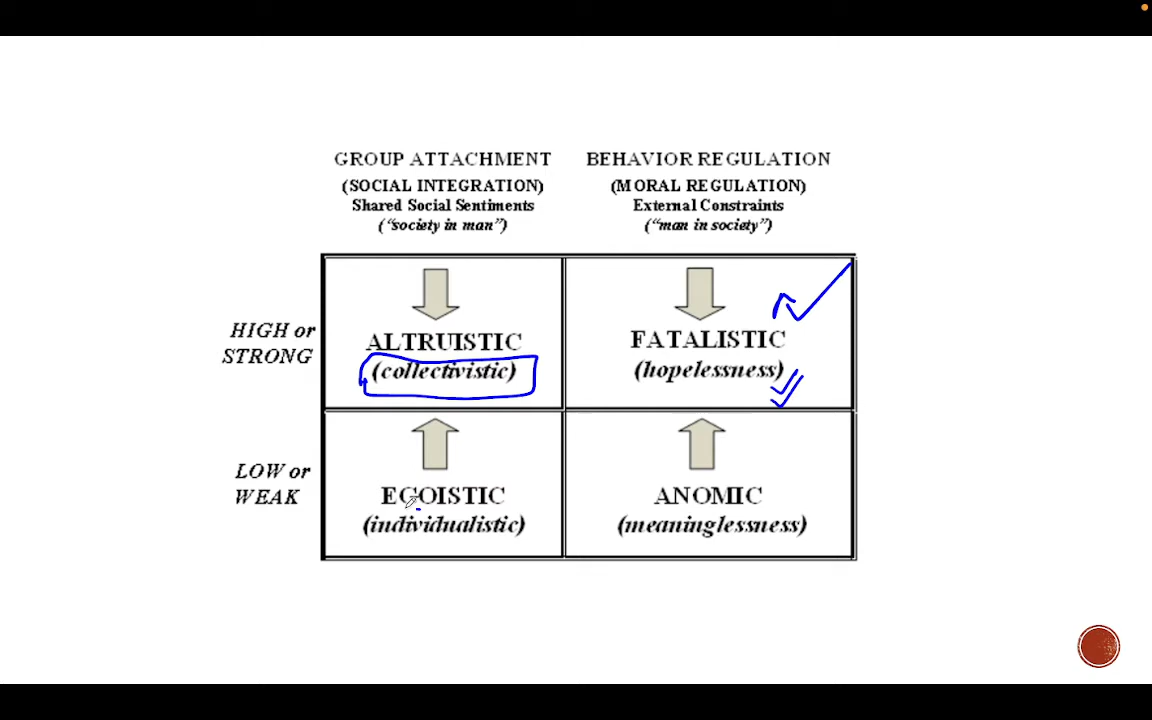 GROUP ATTACHMENT
(SOCIAL INTEGRATION)
Shared Social Sentiments
(“society in man”)
BEHAVIOR REGULATION
(MORAL REGULATION)
External Constraints
(“man in society”)
HIGH or
STRONG
ALTRUISTIC
(collectivistic)
FATALISTIC
(hopelessness)
LOW or
WEAK
EGOISTIC
(individualistic)
ANOMIC
(meaninglessness)